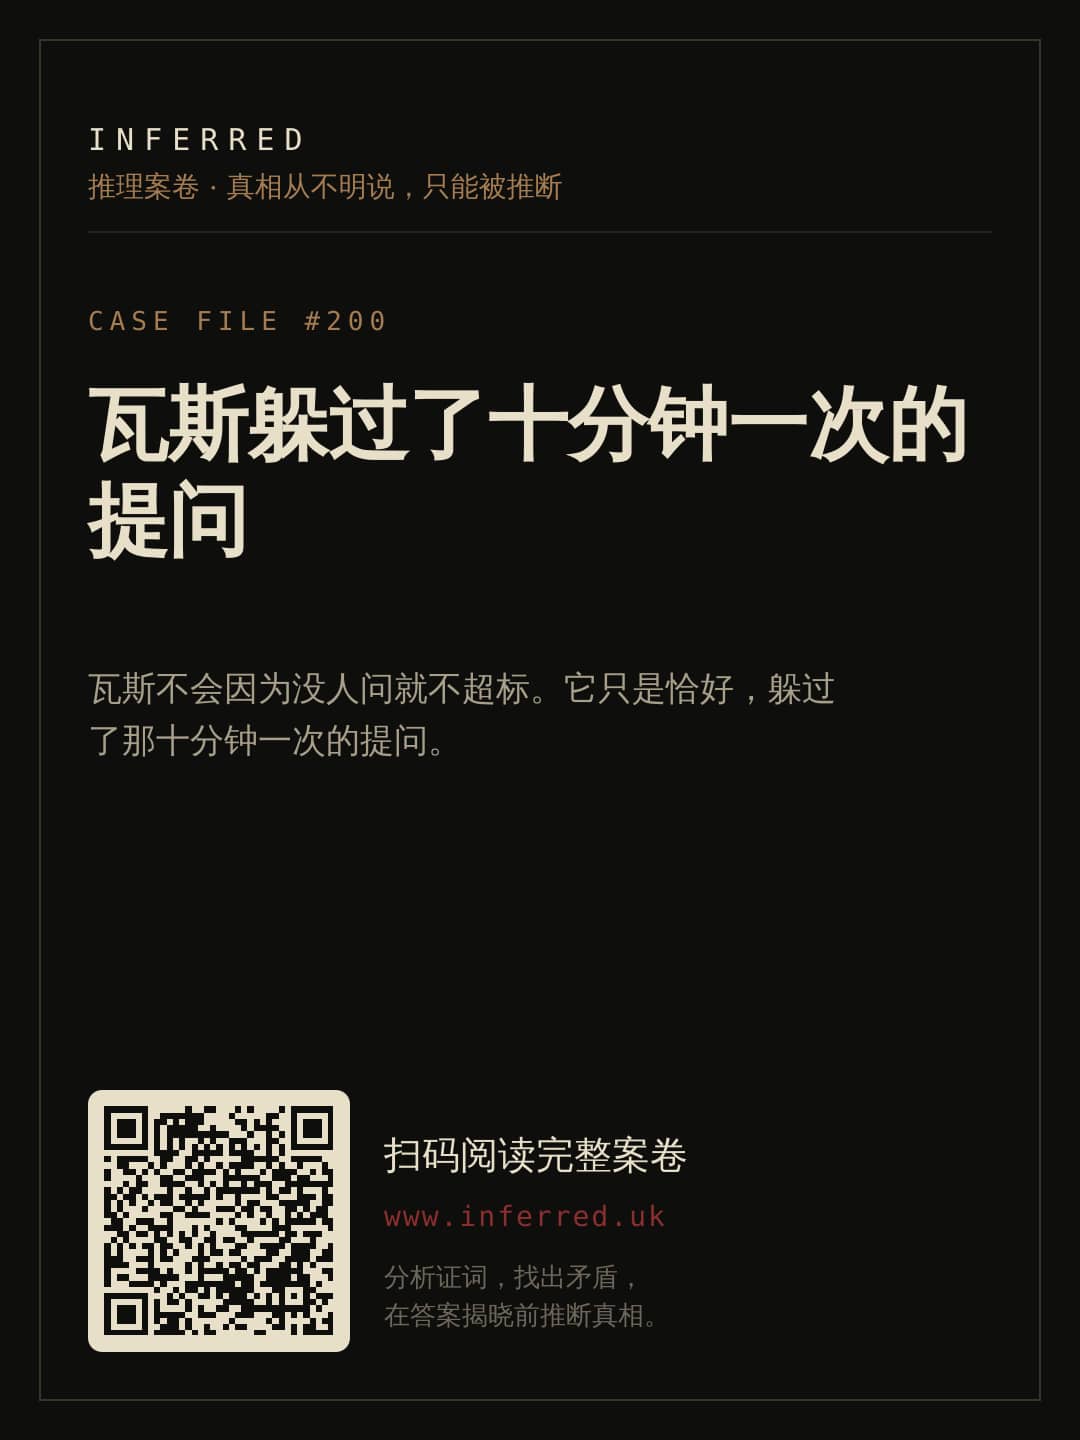 INFERRED
推理案卷 · 真相从不明说，只能被推断
CASE FILE #200
瓦斯躲过了十分钟一次的
提问
瓦斯不会因为没人问就不超标。它只是恰好，躲过
了那十分钟一次的提问。
扫码阅读完整案卷
www.inferred.uk
分析证词，找出矛盾，
在答案揭晓前推断真相。